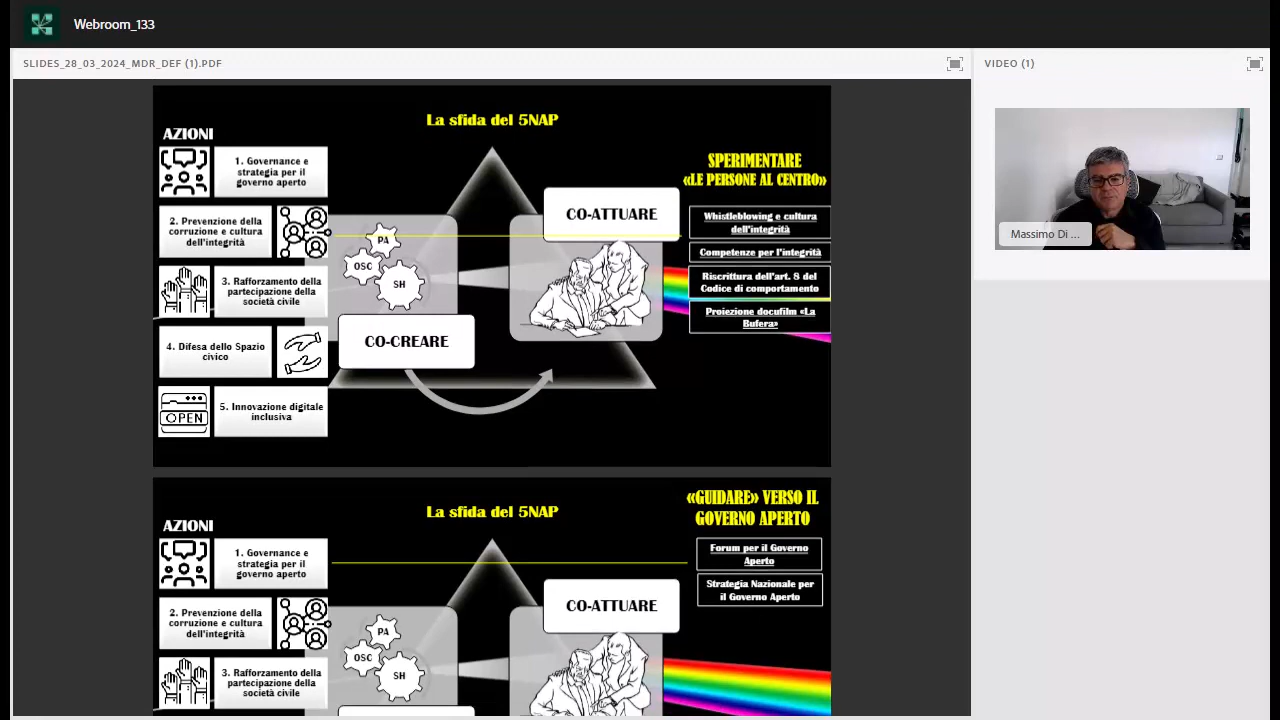 Webroom_133
SLIDES_28_03_2024_MDR_DEF (1).PDF
VIDEO (1)
Massimo Di ...
La sfida del 5NAP
AZIONI
1. Governance e
strategia per il
governo aperto
2. Prevenzione della
corruzione e cultura
dell'integrità
3. Rafforzamento della
partecipazione della
società civile
4. Difesa dello Spazio
civico
OPEN
5. Innovazione digitale
inclusiva
PA
OSC
SH
CO-CREARE
CO-ATTUARE
SPERIMENTARE
«LE PERSONE AL CENTRO»
Whistleblowing e cultura
dell'integrità
Competenze per l'integrità
Riscrittura dell'art. 8 del
Codice di comportamento
Proiezione docufilm «La
Bufera»
La sfida del 5NAP
AZIONI
1. Governance e
strategia per il
governo aperto
2. Prevenzione della
corruzione e cultura
dell'integrità
3. Rafforzamento della
partecipazione della
società civile
PA
OSC
SH
CO-ATTUARE
«GUIDARE» VERSO IL
GOVERNO APERTO
Forum per il Governo
Aperto
Strategia Nazionale per
il Governo Aperto